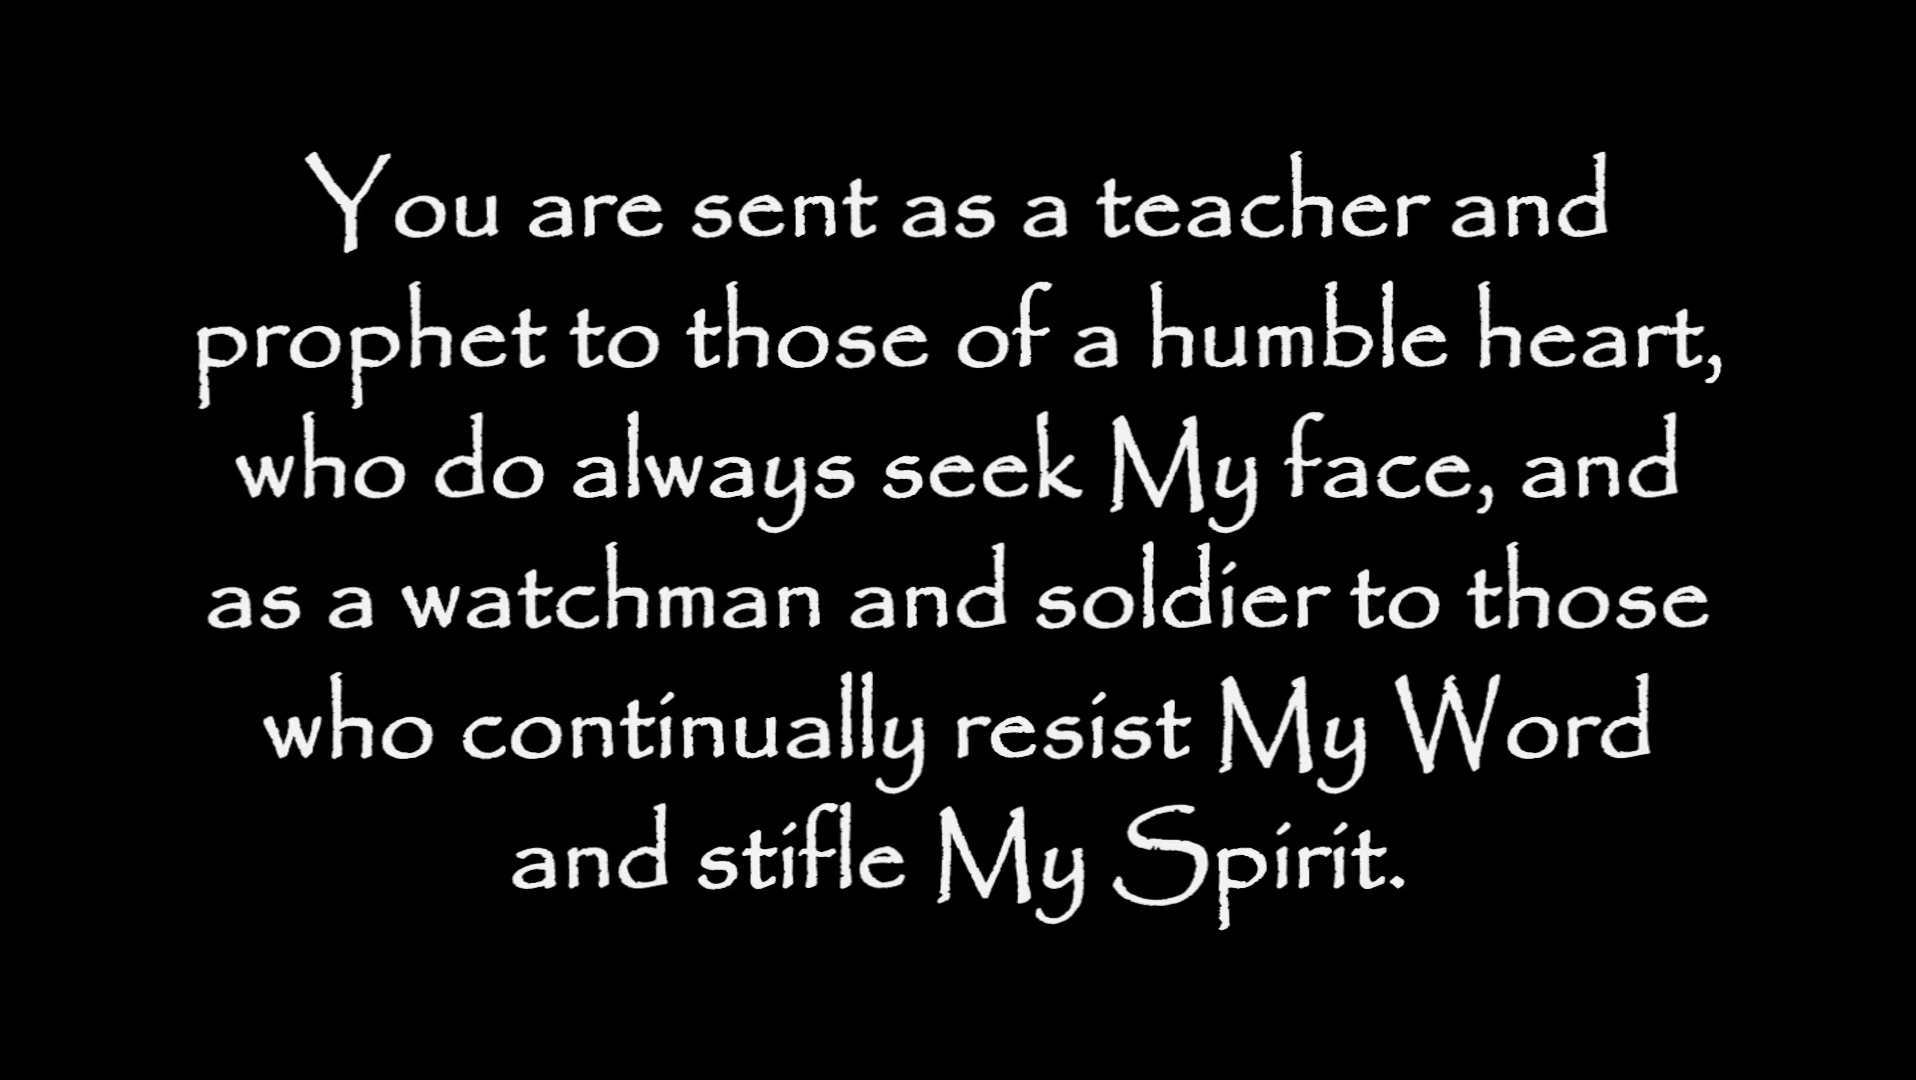 You are sent as a teacher and
prophet to those of a humble heart,
who do always seek My face, and
as a watchman and soldier to those
who continually resist My Word
and stifle My Spirit.